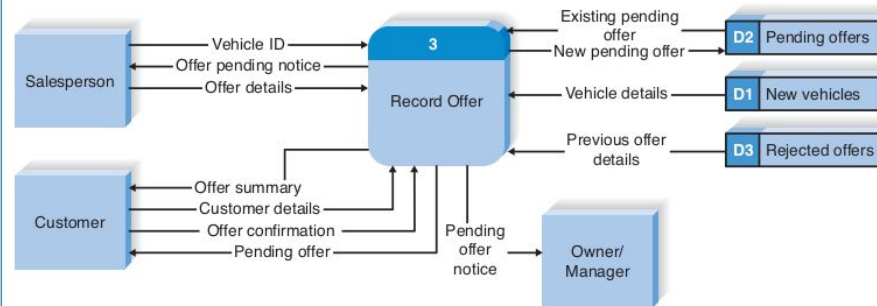 Existing pending
offer
New pending offer
D2 Pending offers
Vehicle ID
Offer pending notice
Offer details
Salesperson
3
Record Offer
Vehicle details
D1 New vehicles
Previous offer
details
D3 Rejected offers
Offer summary
Customer details
Offer confirmation
Pending offer
Customer
Pending
offer
notice
Owner/
Manager